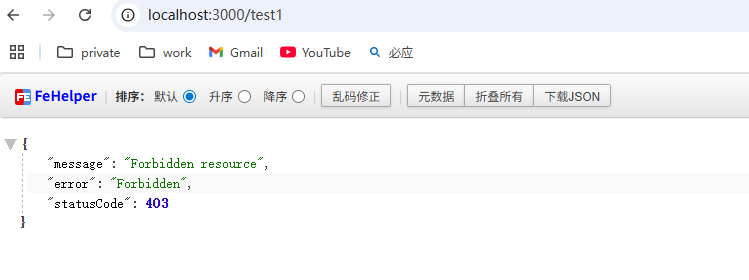 localhost:3000/test1
private work Gmail YouTube 必应
FeHelper 排序： 默认 升序 降序 乱码修正 元数据 折叠所有 下载JSON
{
"message": "Forbidden resource",
"error": "Forbidden",
"statusCode": 403
}